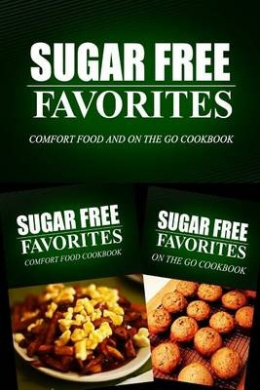 SUGAR FREE
FAVORITES
COMFORT FOOD AND ON THE GO COOKBOOK
SUGAR FREE
FAVORITES
COMFORT FOOD COOKBOOK
SUGAR FREE
FAVORITES
ON THE GO COOKBOOK